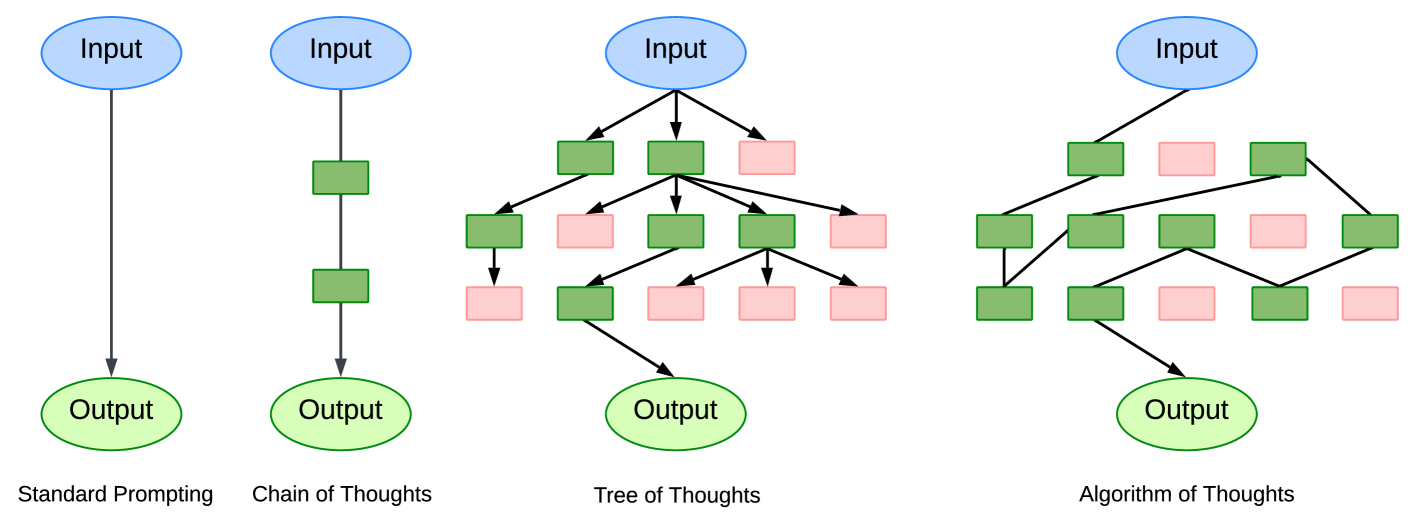 Input
Input
Input
Input
Output
Output
Output
Output
Standard Prompting
Chain of Thoughts
Tree of Thoughts
Algorithm of Thoughts